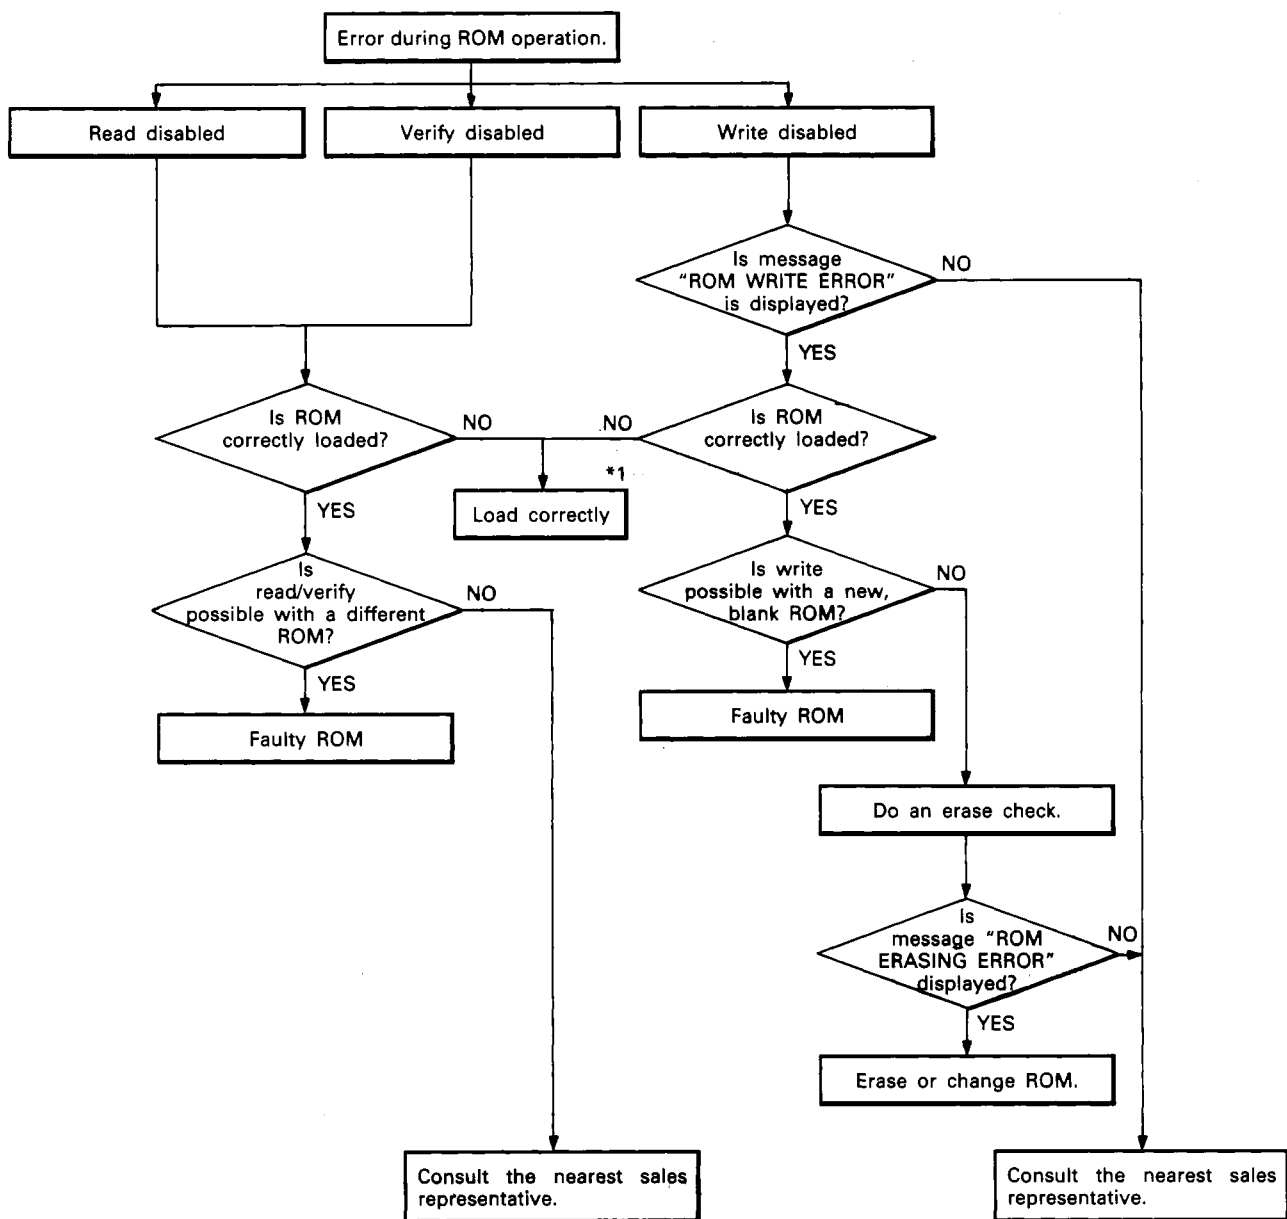 Error during ROM operation.
Read disabled
Verify disabled
Write disabled
Is message
"ROM WRITE ERROR"
is displayed?
NO
YES
Is ROM
correctly loaded?
NO
YES
*1
Load correctly
NO
Is ROM
correctly loaded?
YES
Is
read/verify
possible with a different
ROM?
NO
YES
Faulty ROM
Is write
possible with a new,
blank ROM?
NO
YES
Faulty ROM
Do an erase check.
Is
message "ROM
ERASING ERROR"
displayed?
NO
YES
Erase or change ROM.
Consult the nearest sales
representative.
Consult the nearest sales
representative.